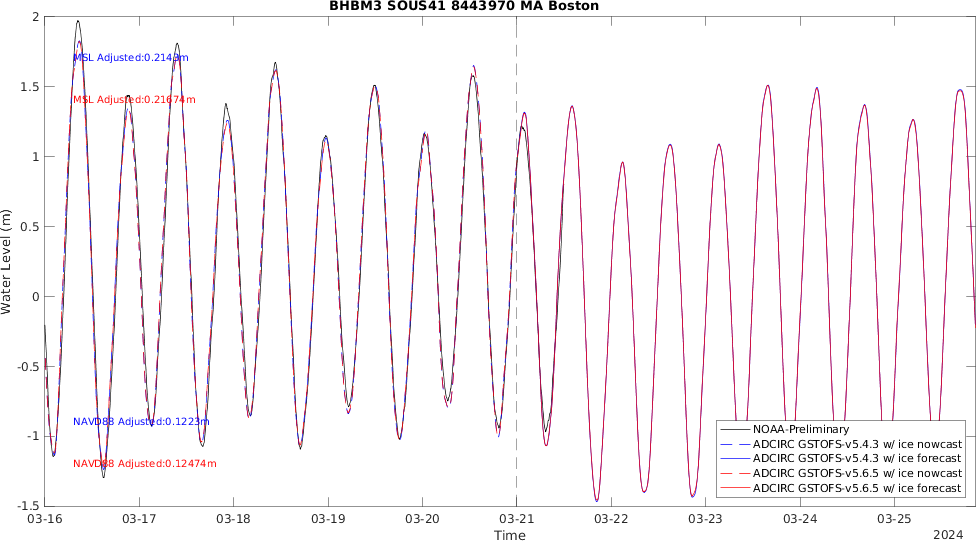 BHBM3 SOUS41 8443970 MA Boston
2
1.5
1
0.5
0
-0.5
-1
-1.5
Water Level (m)
MSL Adjusted:0.2143m
MSL Adjusted:0.21674m
NAVD88 Adjusted:0.1223m
NAVD88 Adjusted:0.12474m
NOAA-Preliminary
ADCIRC GSTOFS-v5.4.3 w/ ice nowcast
ADCIRC GSTOFS-v5.4.3 w/ ice forecast
ADCIRC GSTOFS-v5.6.5 w/ ice nowcast
ADCIRC GSTOFS-v5.6.5 w/ ice forecast
03-16 03-17 03-18 03-19 03-20 03-21 03-22 03-23 03-24 03-25
Time
2024